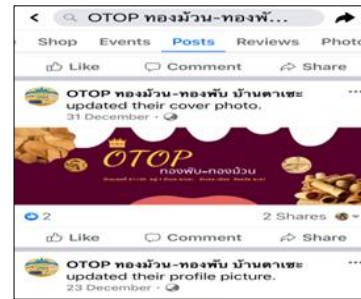 OTOP ทองม้วน-ทองพั...
Shop Events Posts Reviews Photo
Like Comment Share
OTOP ทองม้วน-ทองพับ บ้านตาเซะ
updated their cover photo.
31 December
OTOP
ทองพับ-ทองม้วน
2 2 Shares
Like Comment Share
OTOP ทองม้วน-ทองพับ บ้านตาเซะ
updated their profile picture.
23 December